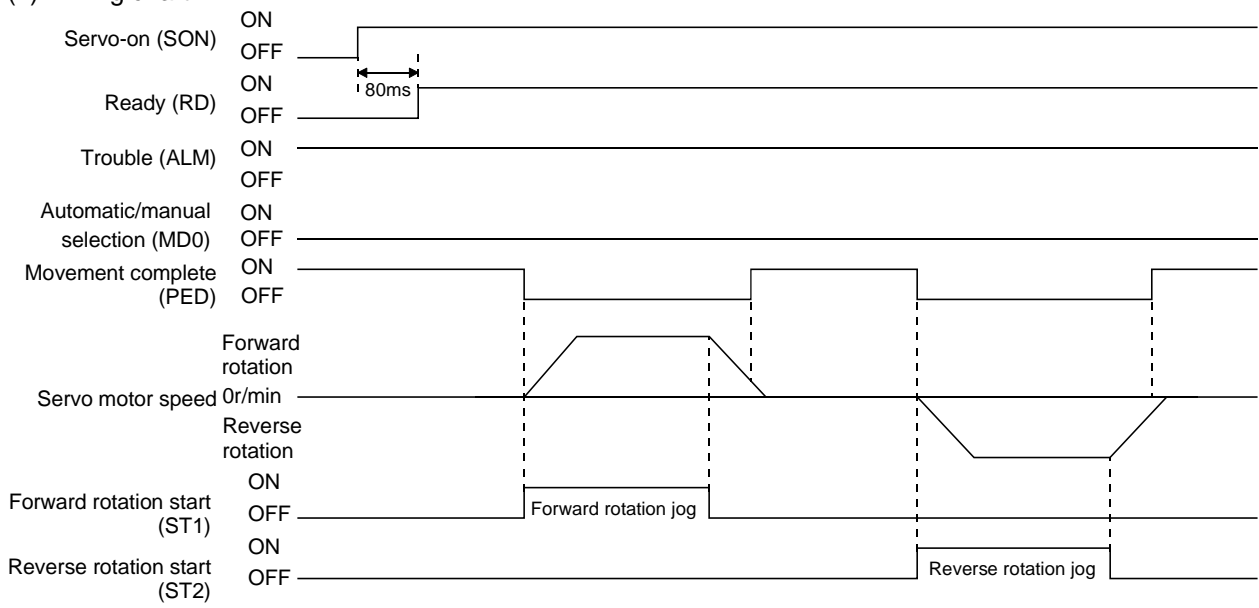 ON
Servo-on (SON)
OFF
ON
80ms
Ready (RD)
OFF
ON
Trouble (ALM)
OFF
Automatic/manual
ON
selection (MD0)
OFF
Movement complete
ON
(PED)
OFF
Forward
rotation
Servo motor speed
0r/min
Reverse
rotation
ON
Forward rotation start
OFF
Forward rotation jog
(ST1)
ON
Reverse rotation start
OFF
Reverse rotation jog
(ST2)